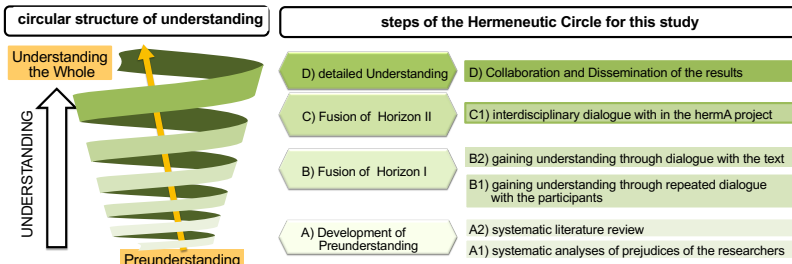 circular structure of understanding
steps of the Hermeneutic Circle for this study
Understanding
the Whole
UNDERSTANDING
Preunderstanding
D) detailed Understanding
D) Collaboration and Dissemination of the results
C) Fusion of Horizon II
C1) interdisciplinary dialogue with in the hermA project
B) Fusion of Horizon I
B2) gaining understanding through dialogue with the text
B1) gaining understanding through repeated dialogue
with the participants
A) Development of
Preunderstanding
A2) systematic literature review
A1) systematic analyses of prejudices of the researchers